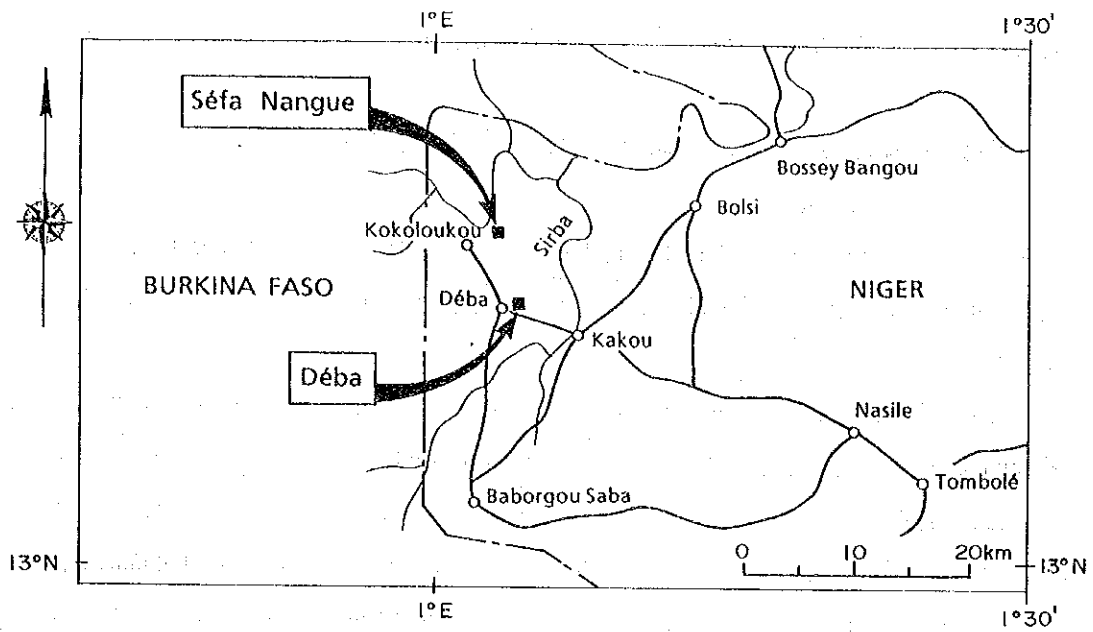 1°E
1°30'
Séfa Nangue
Bossey Bangou
Bolsi
Kokoloukou
Sirba
BURKINA FASO
Déba
NIGER
Kakou
Déba
Nasile
Tombolé
Baborgou Saba
0 10 20km
13°N
13°N
1°E
1°30'